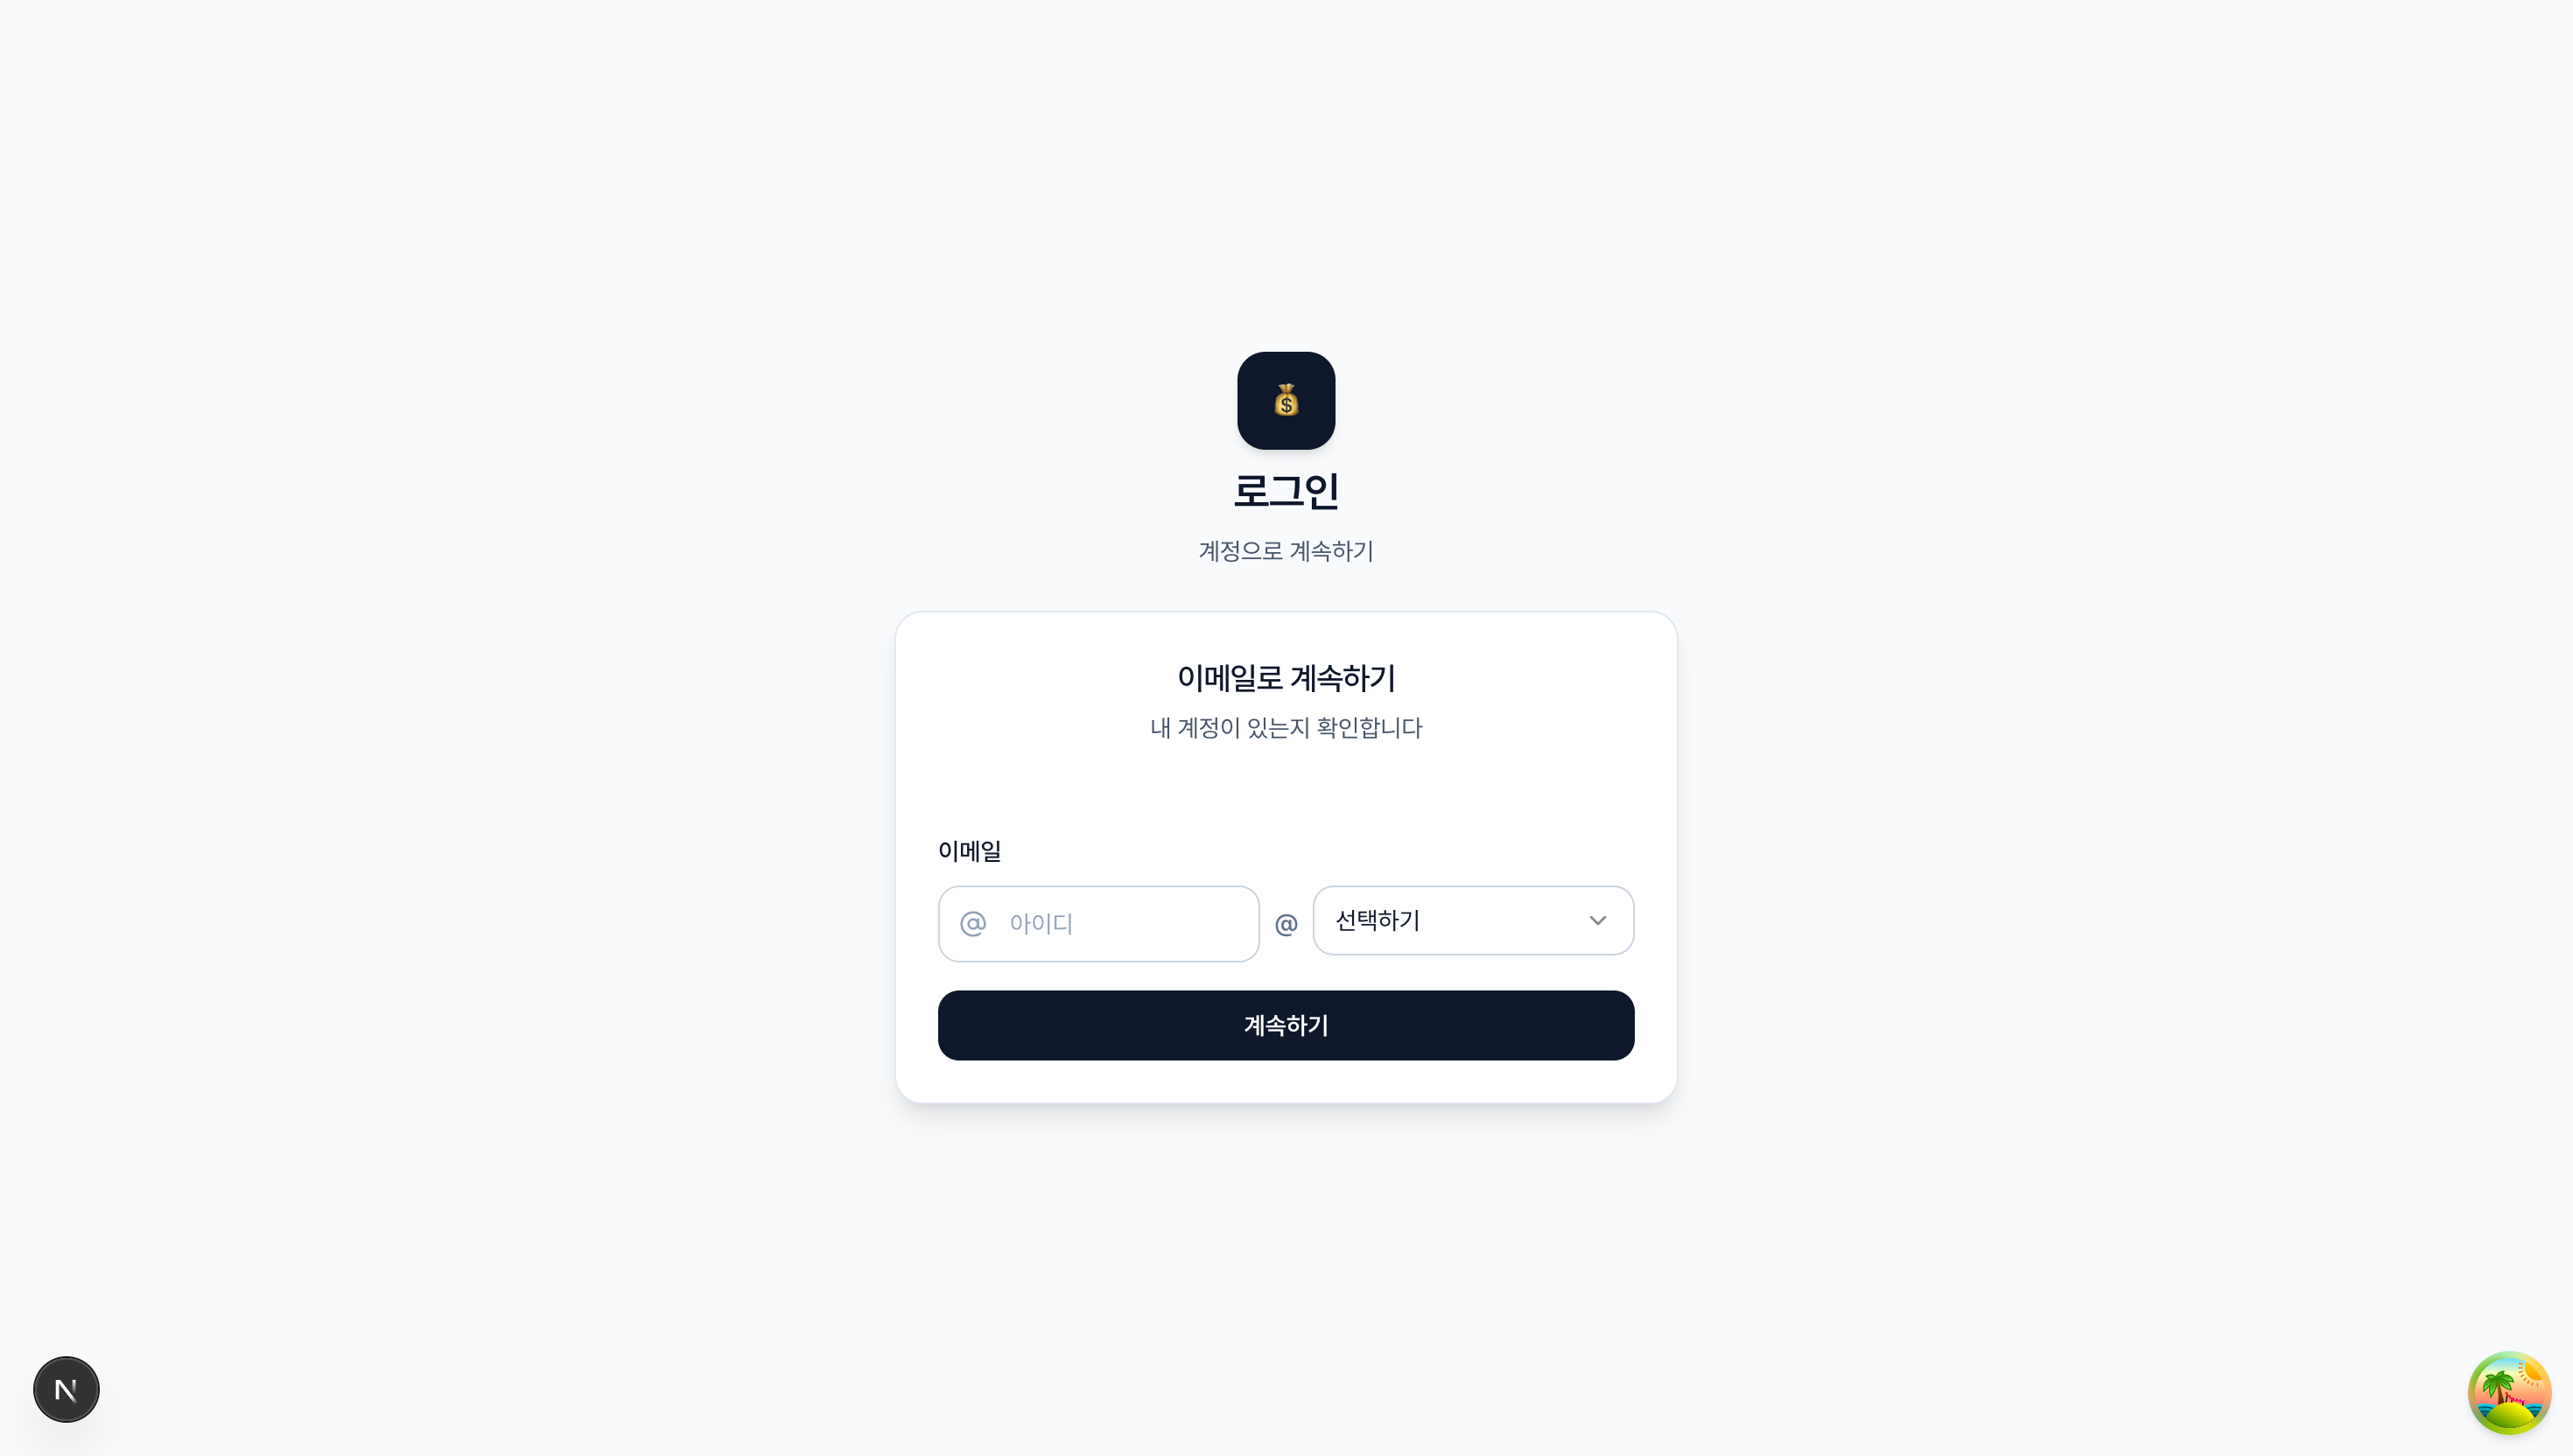 로그인
계정으로 계속하기
이메일로 계속하기
내 계정이 있는지 확인합니다
이메일
@ 아이디 @ 선택하기
계속하기
N